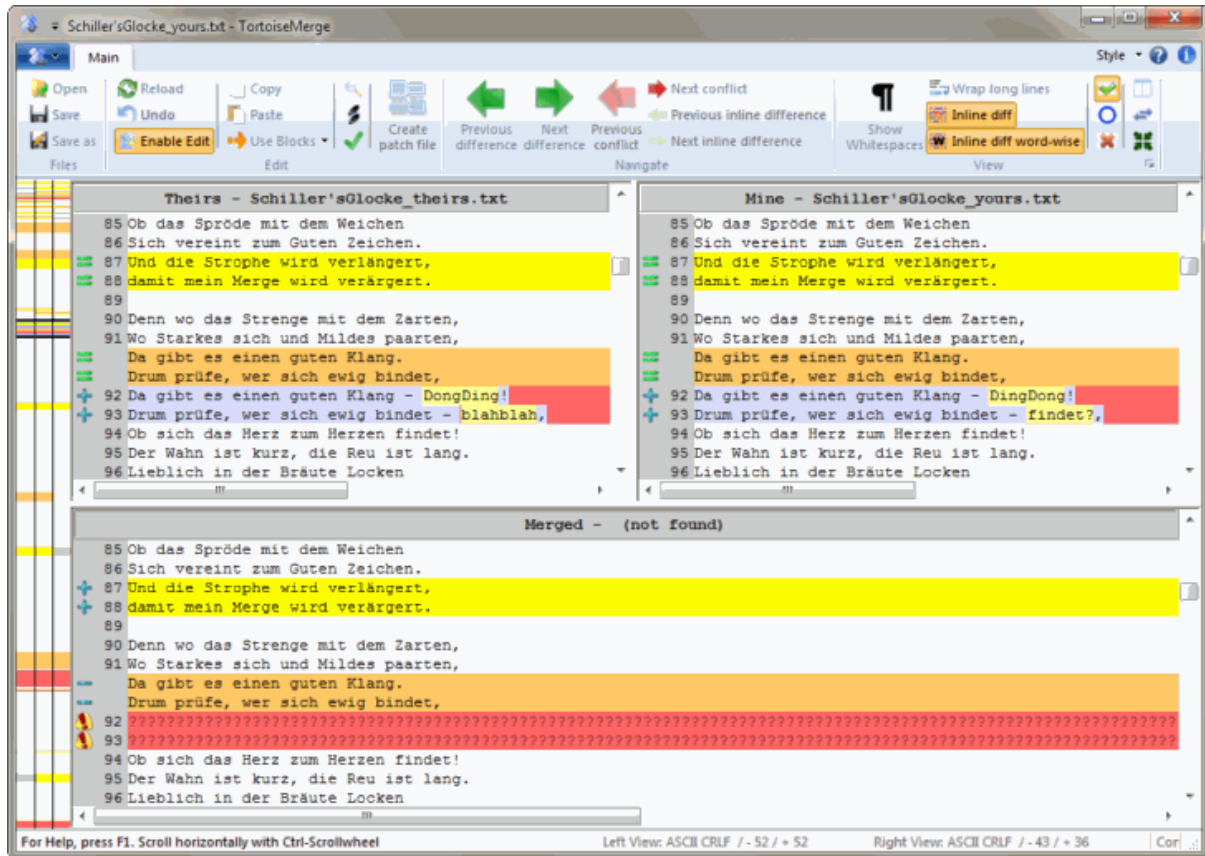 Schiller'sGlocke_yours.txt - TortoiseMerge
Main
Style
Open
Reload
Copy
Next conflict
Wrap long lines
Save
Undo
Paste
Previous inline difference
Inline diff
Save as
Enable Edit
Use Blocks
Create patch file
Previous difference
Next difference
Previous conflict
Next inline difference
Show Whitespaces
Inline diff word-wise
Files
Edit
Navigate
View
Theirs - Schiller'sGlocke_theirs.txt
85 Ob das Spröde mit dem Weichen
86 Sich vereint zum Guten Zeichen.
87 Und die Strophe wird verlängert,
88 damit mein Merge wird verärgert.
89
90 Denn wo das Strenge mit dem Zarten,
91 Wo Starkes sich und Mildes paarten,
Da gibt es einen guten Klang.
Drum prüfe, wer sich ewig bindet,
92 Da gibt es einen guten Klang - DongDing!
93 Drum prüfe, wer sich ewig bindet - blahblah,
94 Ob sich das Herz zum Herzen findet!
95 Der Wahn ist kurz, die Reu ist lang.
96 Lieblich in der Bräute Locken
Mine - Schiller'sGlocke_yours.txt
85 Ob das Spröde mit dem Weichen
86 Sich vereint zum Guten Zeichen.
87 Und die Strophe wird verlängert,
88 damit mein Merge wird verärgert.
89
90 Denn wo das Strenge mit dem Zarten,
91 Wo Starkes sich und Mildes paarten,
Da gibt es einen guten Klang.
Drum prüfe, wer sich ewig bindet,
92 Da gibt es einen guten Klang - DingDong!
93 Drum prüfe, wer sich ewig bindet - findet?,
94 Ob sich das Herz zum Herzen findet!
95 Der Wahn ist kurz, die Reu ist lang.
96 Lieblich in der Bräute Locken
Merged - (not found)
85 Ob das Spröde mit dem Weichen
86 Sich vereint zum Guten Zeichen.
87 Und die Strophe wird verlängert,
88 damit mein Merge wird verärgert.
89
90 Denn wo das Strenge mit dem Zarten,
91 Wo Starkes sich und Mildes paarten,
Da gibt es einen guten Klang.
Drum prüfe, wer sich ewig bindet,
92 ??????????????????????????????????????????????????????????????????????????????????????????????????????????????
93 ??????????????????????????????????????????????????????????????????????????????????????????????????????????????
94 Ob sich das Herz zum Herzen findet!
95 Der Wahn ist kurz, die Reu ist lang.
96 Lieblich in der Bräute Locken
For Help, press F1. Scroll horizontally with Ctrl-Scrollwheel
Left View: ASCII CRLF / - 52 / + 52
Right View: ASCII CRLF / - 43 / + 36